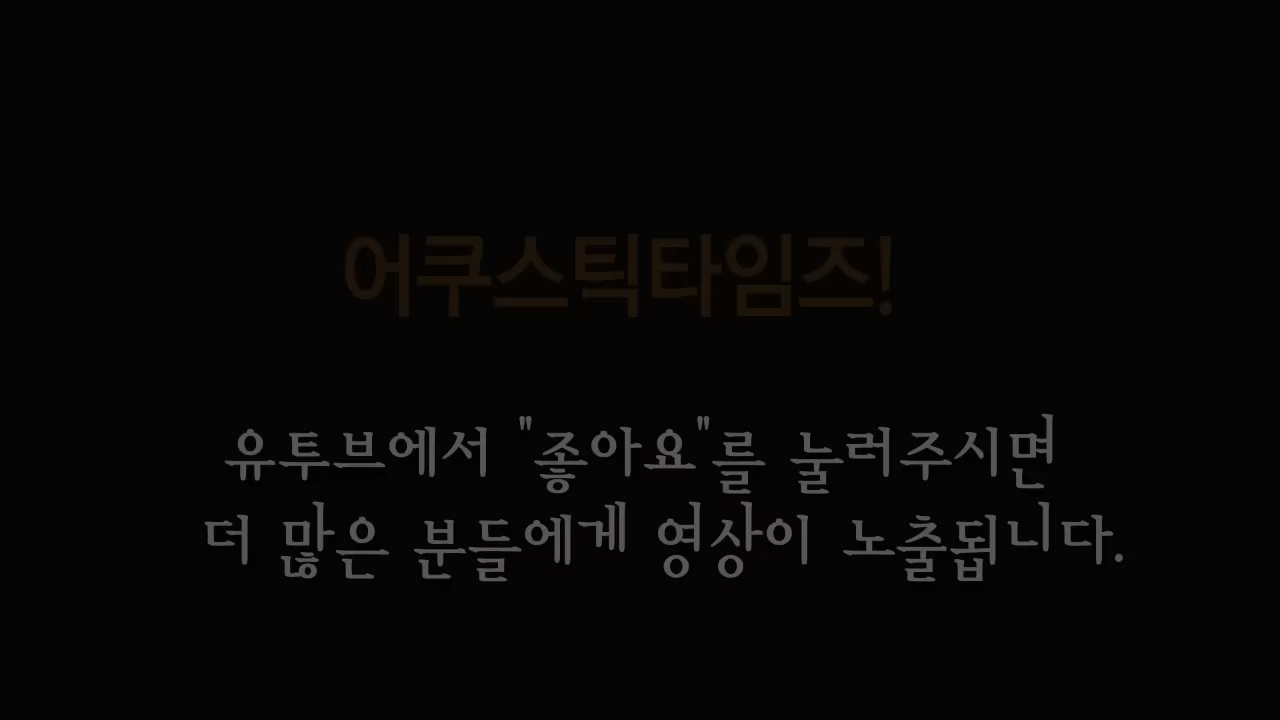 어쿠스틱타임즈!
유투브에서 "좋아요"를 눌러주시면
더 많은 분들에게 영상이 노출됩니다.